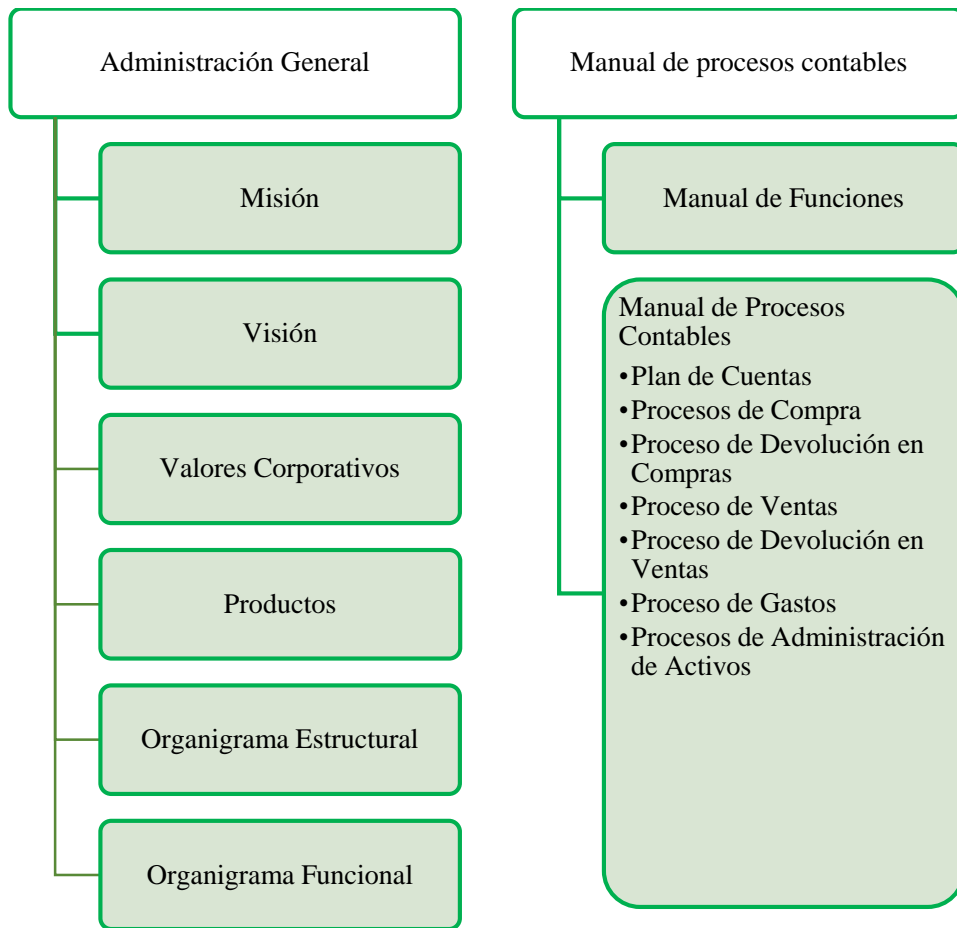 Administración General
Misión
Visión
Valores Corporativos
Productos
Organigrama Estructural
Organigrama Funcional
Manual de procesos contables
Manual de Funciones
Manual de Procesos
Contables
•Plan de Cuentas
•Procesos de Compra
•Proceso de Devolución en
Compras
•Proceso de Ventas
•Proceso de Devolución en
Ventas
•Proceso de Gastos
•Procesos de Administración
de Activos